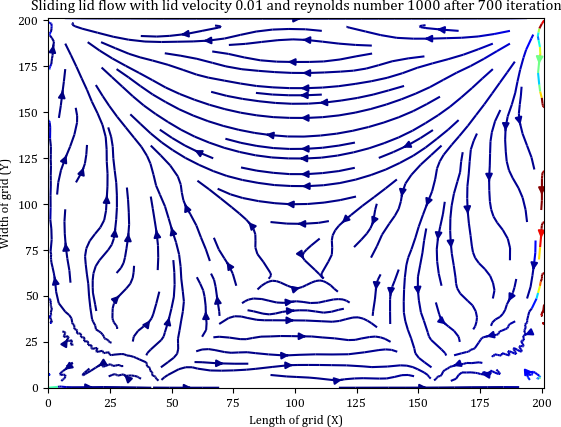 Sliding lid flow with lid velocity 0.01 and reynolds number 1000 after 700 iteration
Width of grid (Y)
200
175
150
125
100
75
50
25
0
0 25 50 75 100 125 150 175 200
Length of grid (X)